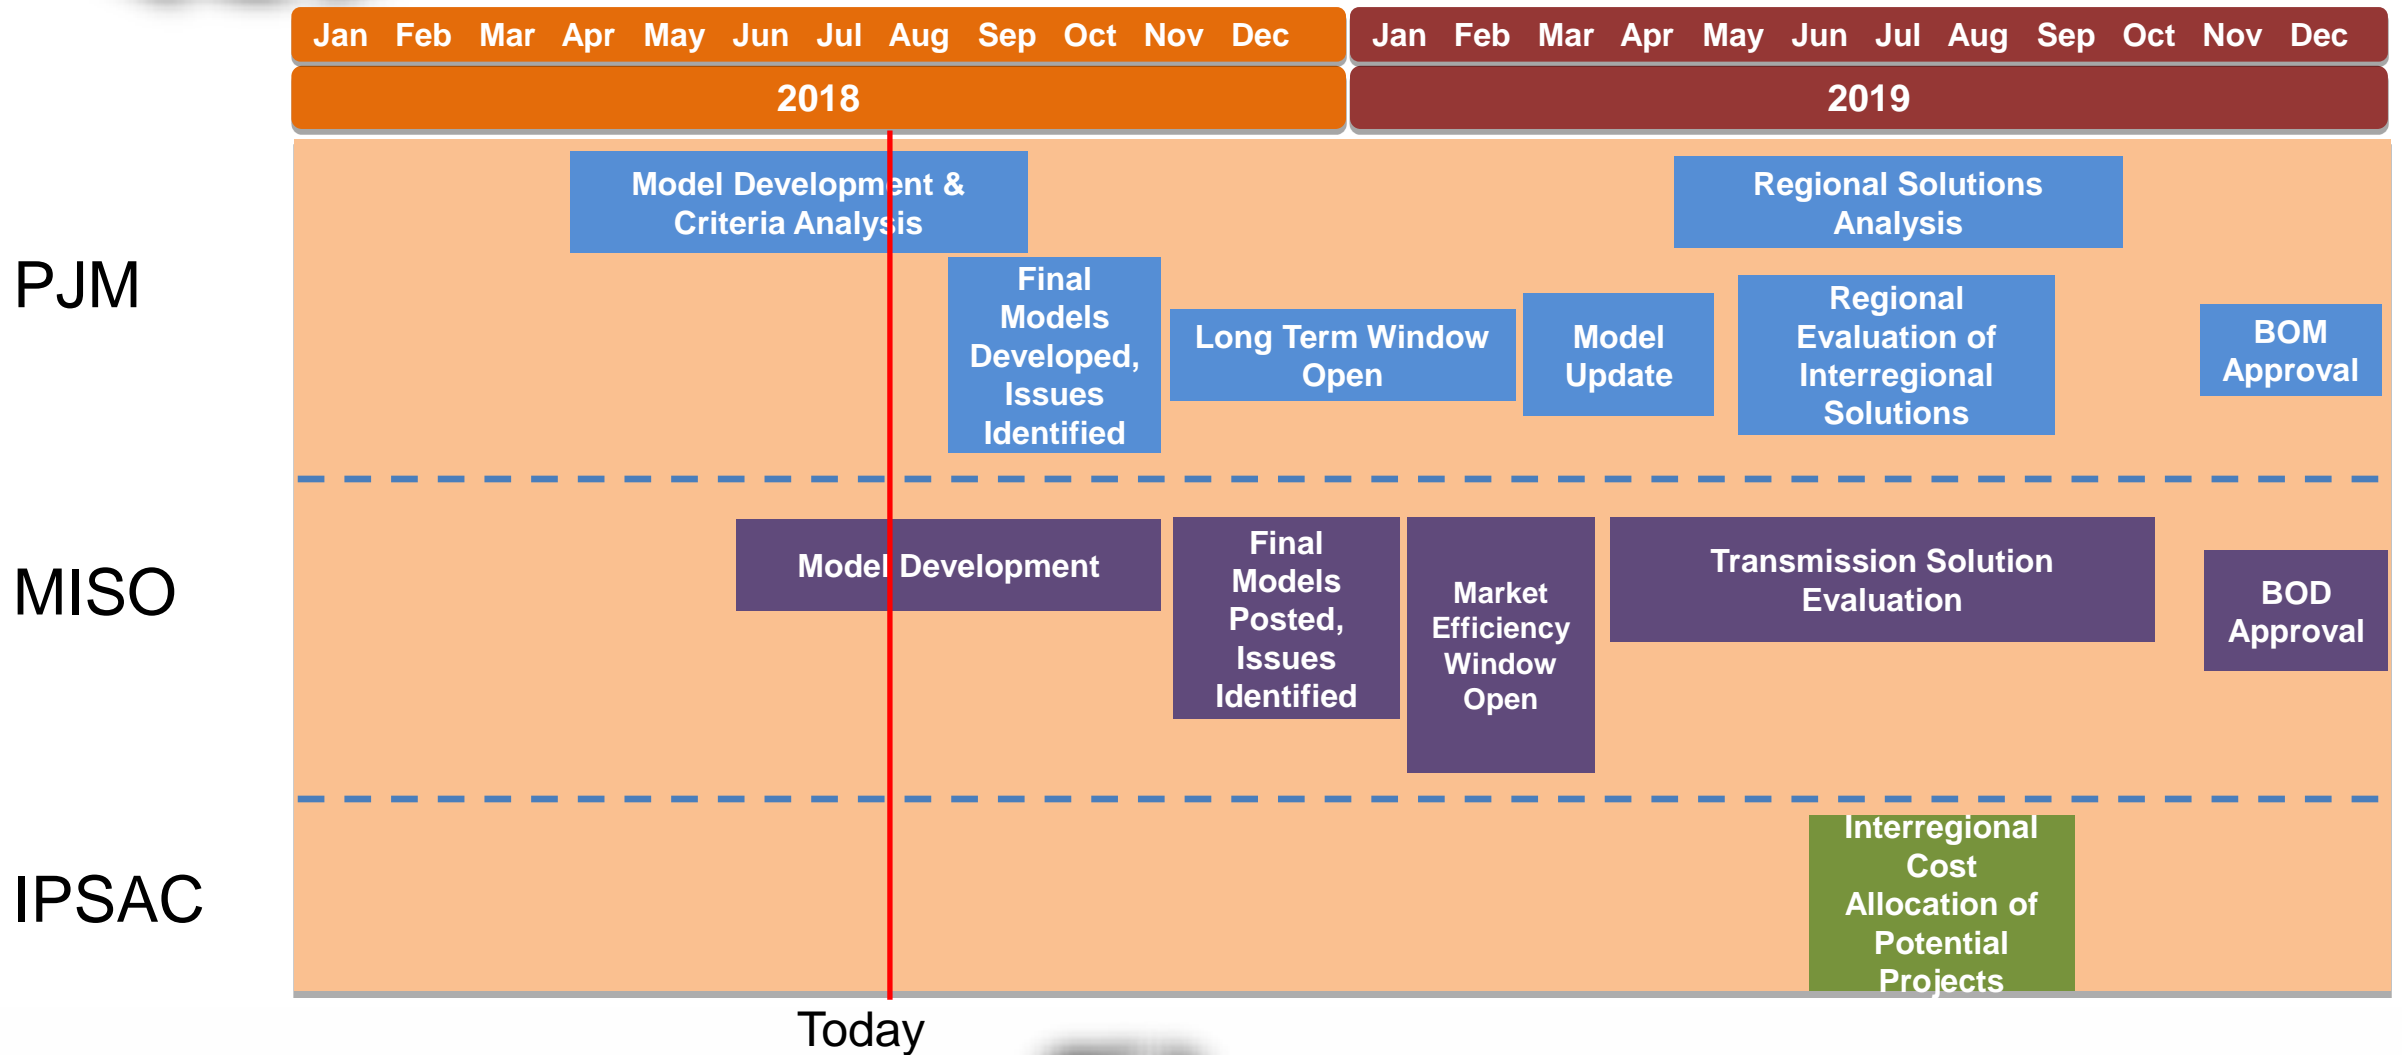 Jan Feb Mar Apr May Jun Jul Aug Sep Oct Nov Dec
Jan Feb Mar Apr May Jun Jul Aug Sep Oct Nov Dec
2018
2019
PJM
Model Development &
Criteria Analysis
Final
Models
Developed,
Issues
Identified
Long Term Window
Open
Model
Update
Regional Solutions
Analysis
Regional
Evaluation of
Interregional
Solutions
BOM
Approval
MISO
Model Development
Final
Models
Posted,
Issues
Identified
Market
Efficiency
Window
Open
Transmission Solution
Evaluation
BOD
Approval
IPSAC
Interregional
Cost
Allocation of
Potential
Projects
Today